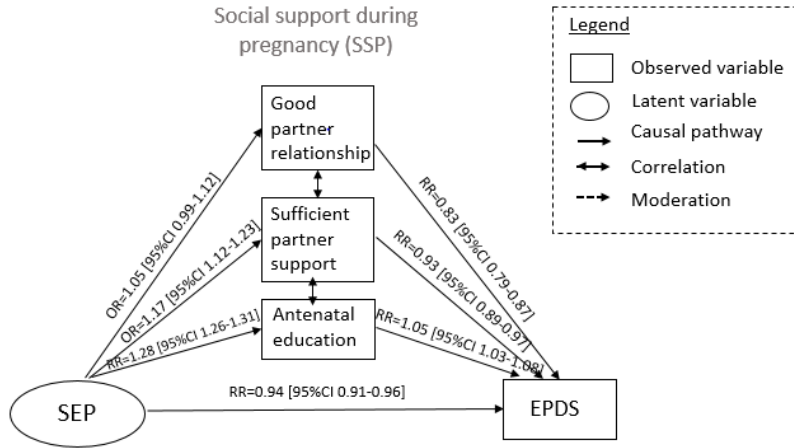 Social support during
pregnancy (SSP)
Legend
Observed variable
Latent variable
Causal pathway
Correlation
Moderation
Good
partner
relationship
Sufficient
partner
support
Antenatal
education
OR=1.05 [95%CI 0.99-1.12]
OR=1.17 [95%CI 1.12-1.23]
RR=1.28 [95%CI 1.26-1.31]
RR=0.83 [95%CI 0.79-0.87]
RR=0.93 [95%CI 0.89-0.97]
RR=1.05 [95%CI 1.03-1.08]
RR=0.94 [95%CI 0.91-0.96]
SEP
EPDS